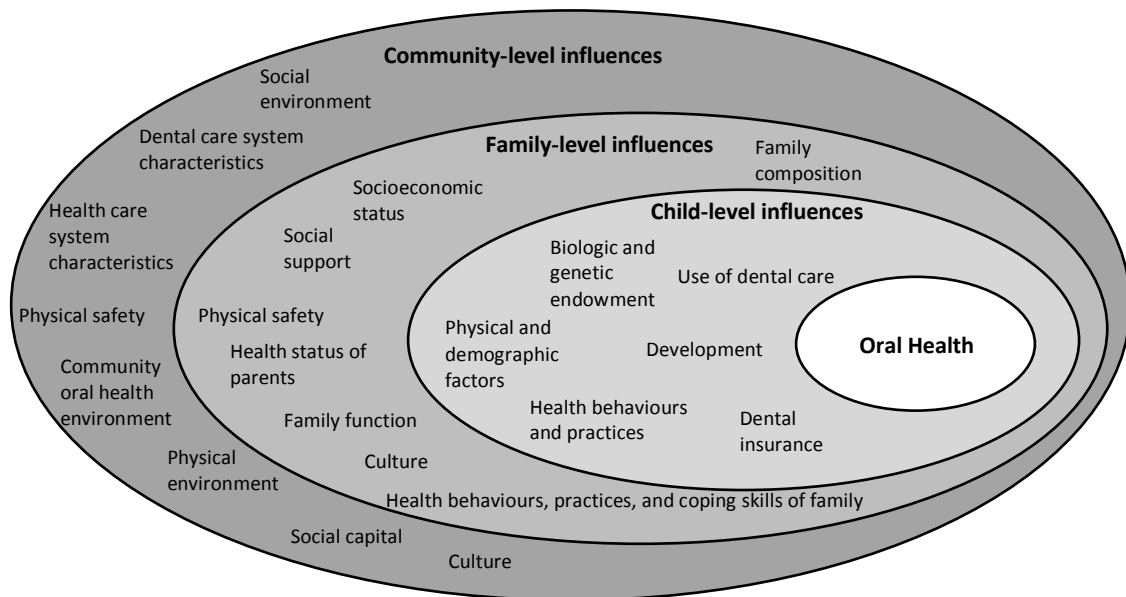 Community-level influences
Social
environment
Dental care system
characteristics
Health care
system
characteristics
Physical safety
Community
oral health
environment
Physical
environment
Social capital
Culture
Family-level influences
Family
composition
Socioeconomic
status
Social
support
Physical safety
Health status of
parents
Family function
Culture
Health behaviours, practices, and coping skills of family
Child-level influences
Biologic and
genetic
endowment
Use of dental care
Physical and
demographic
factors
Development
Health behaviours
and practices
Dental
insurance
Oral Health